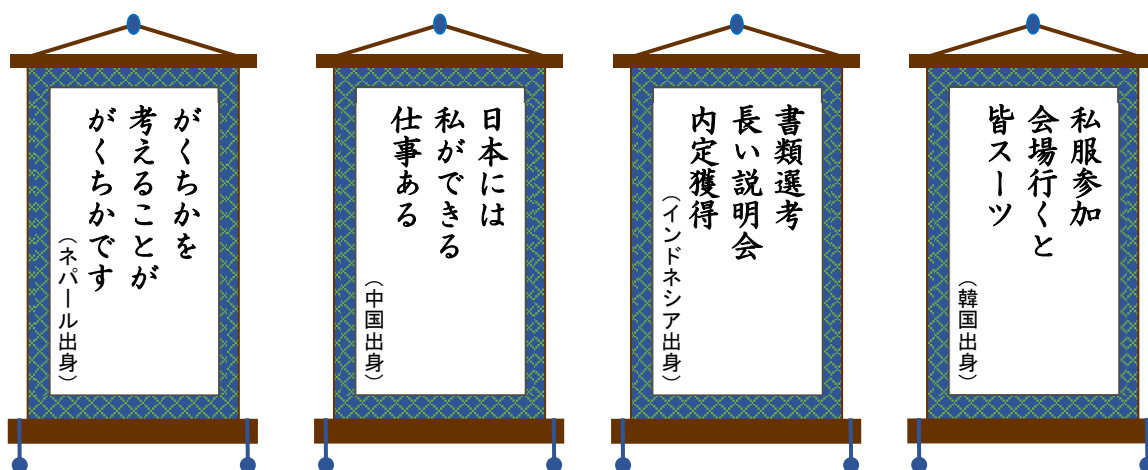 私服参加
会場行くと
皆スーツ
（韓国出身）
書類選考
長い説明会
内定獲得
（インドネシア出身）
日本には
私ができる
仕事ある
（中国出身）
がくちかを
考えることが
がくちかです
（ネパール出身）